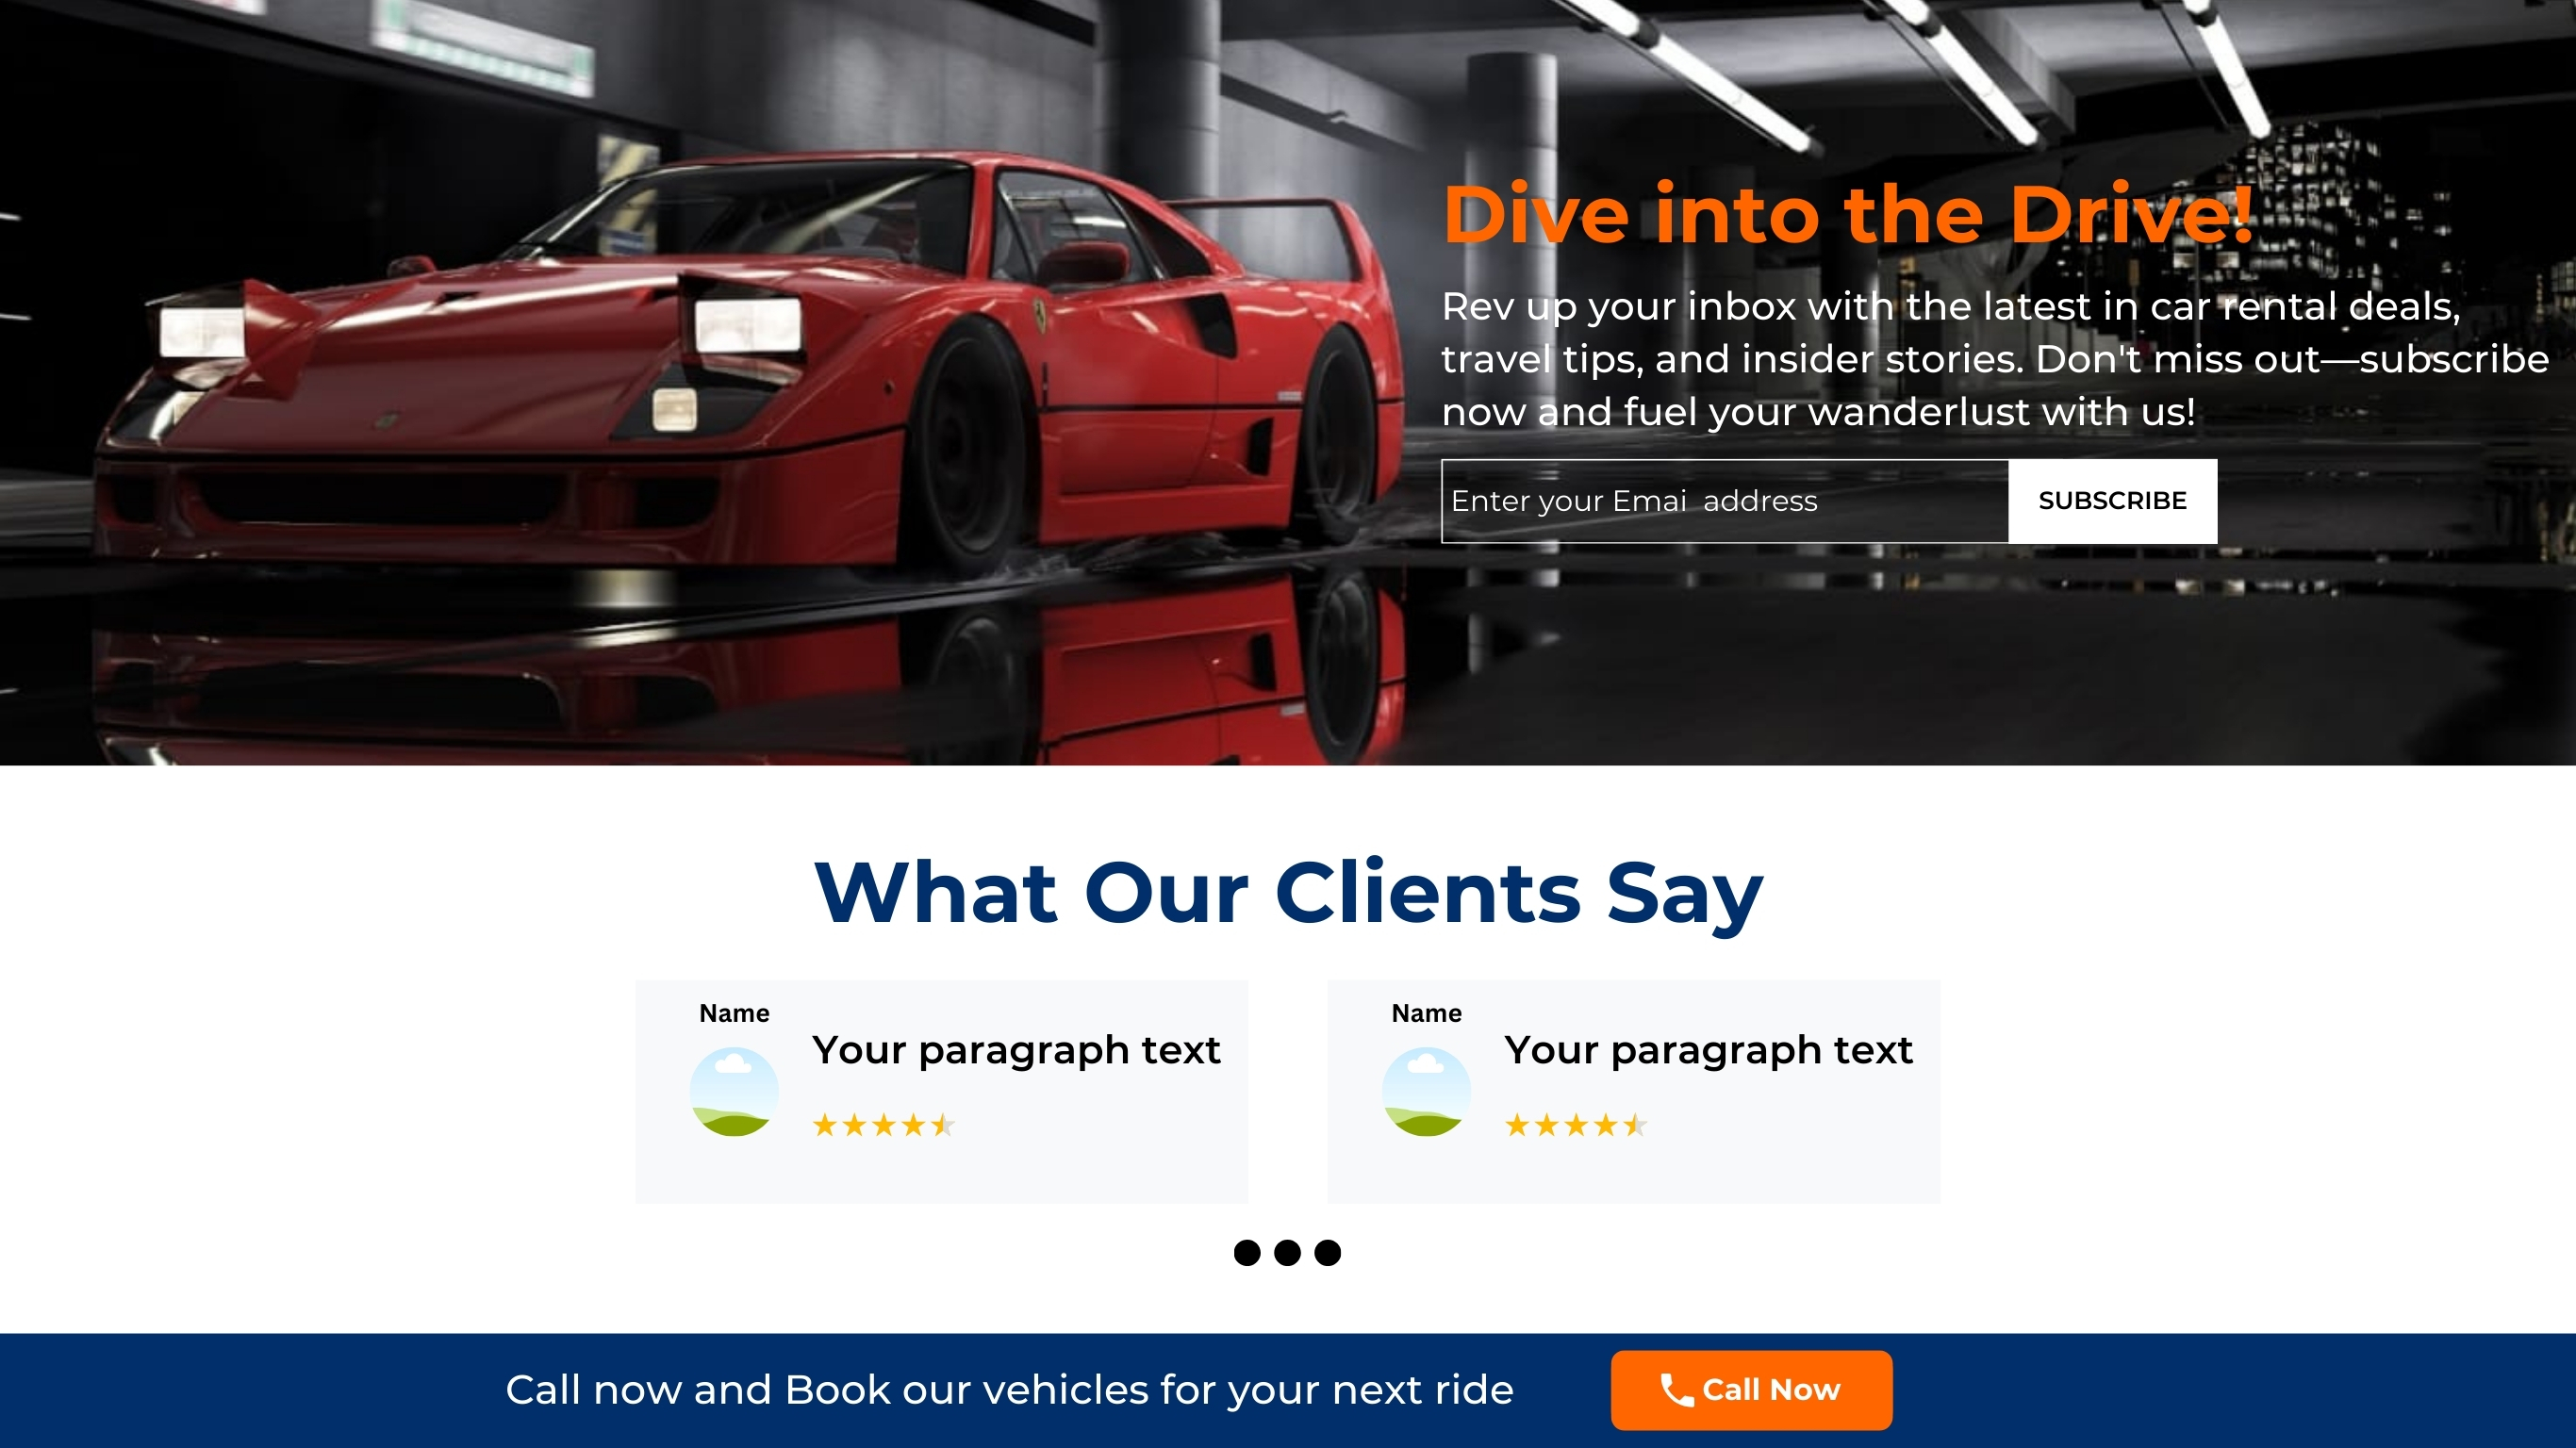 Dive into the Drive!
Rev up your inbox with the latest in car rental deals,
travel tips, and insider stories. Don't miss out—subscribe
now and fuel your wanderlust with us!
Enter your Emai  address
SUBSCRIBE
What Our Clients Say
Name
Your paragraph text
Name
Your paragraph text
Call now and Book our vehicles for your next ride
Call Now